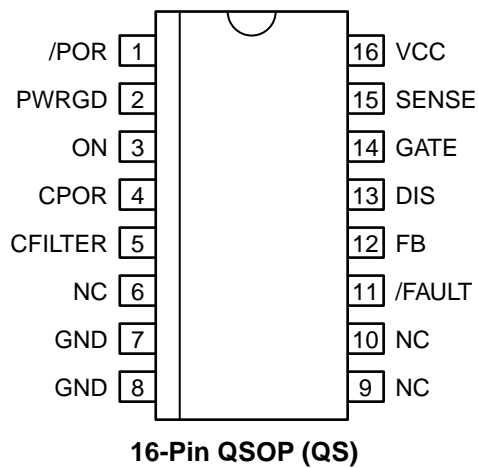 /POR 1 16 VCC
PWRGD 2 15 SENSE
ON 3 14 GATE
CPOR 4 13 DIS
CFILTER 5 12 FB
NC 6 11 /FAULT
GND 7 10 NC
GND 8 9 NC
16-Pin QSOP (QS)